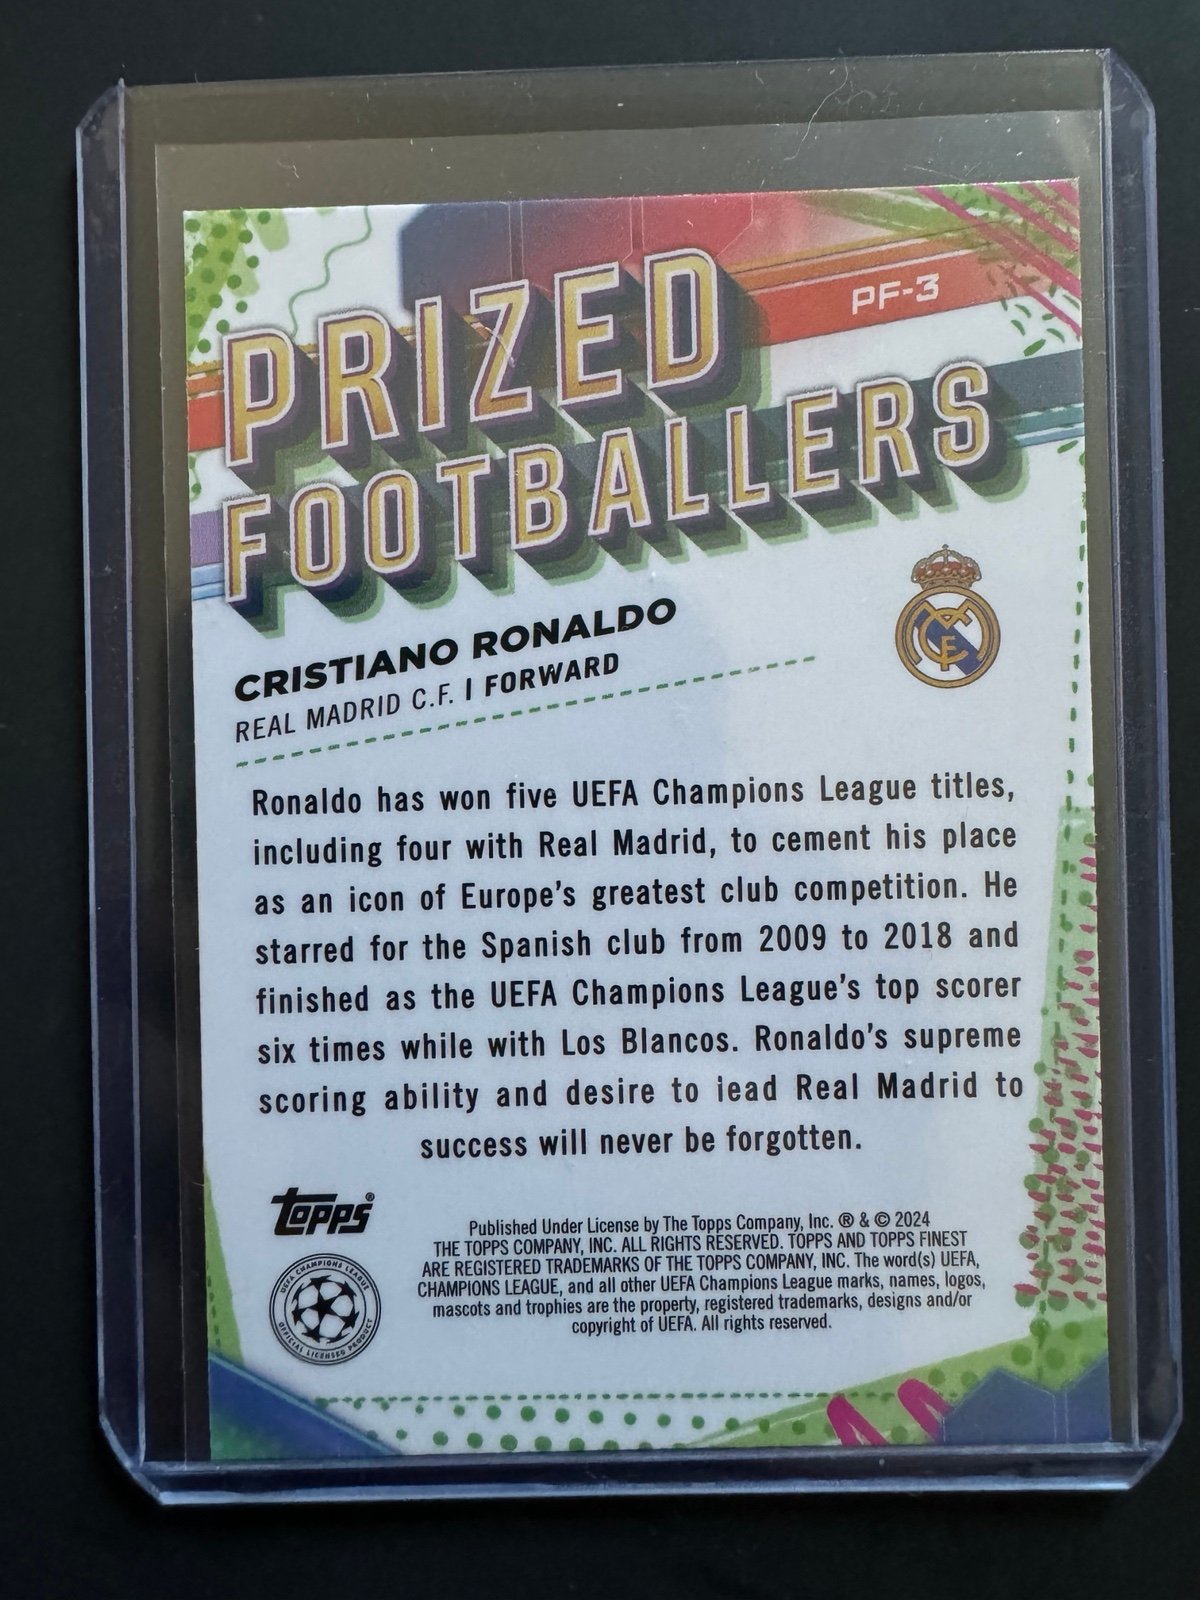 PF-3
PRIZED
FOOTBALLERS
CRISTIANO RONALDO
REAL MADRID C.F. | FORWARD
Ronaldo has won five UEFA Champions League titles,
including four with Real Madrid, to cement his place
as an icon of Europe's greatest club competition. He
starred for the Spanish club from 2009 to 2018 and
finished as the UEFA Champions League's top scorer
six times while with Los Blancos. Ronaldo's supreme
scoring ability and desire to lead Real Madrid to
success will never be forgotten.
Topps®
UEFA CHAMPIONS LEAGUE
OFFICIAL LICENSED PRODUCT
Published Under License by The Topps Company, Inc. ® & © 2024
THE TOPPS COMPANY, INC. ALL RIGHTS RESERVED. TOPPS AND TOPPS FINEST
ARE REGISTERED TRADEMARKS OF THE TOPPS COMPANY, INC. The word(s) UEFA,
CHAMPIONS LEAGUE, and all other UEFA Champions League marks, names, logos,
mascots and trophies are the property, registered trademarks, designs and/or
copyright of UEFA. All rights reserved.